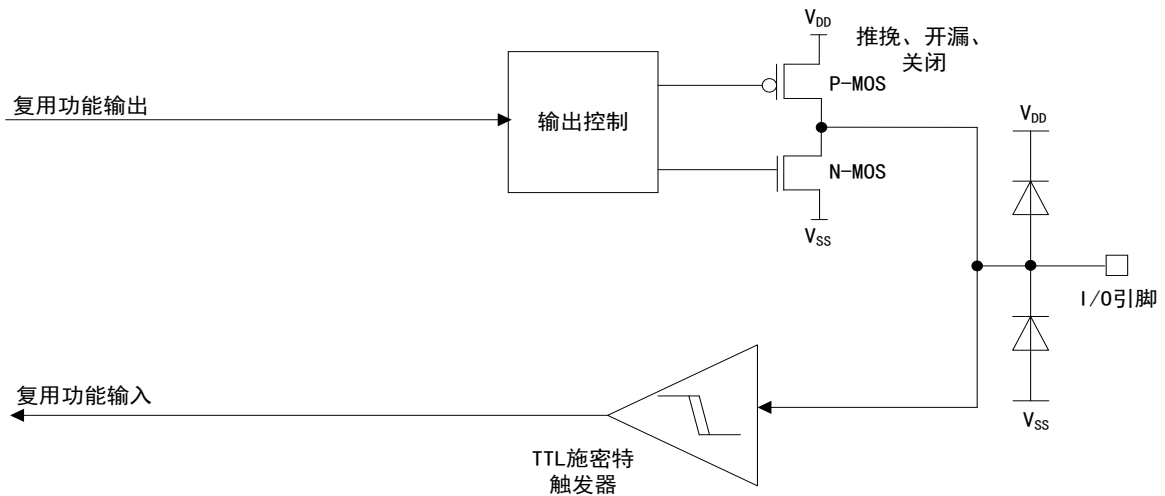 V_DD
推挽、开漏、
关闭
P-MOS
复用功能输出
输出控制
V_DD
N-MOS
V_SS
I/O引脚
复用功能输入
V_SS
TTL施密特
触发器